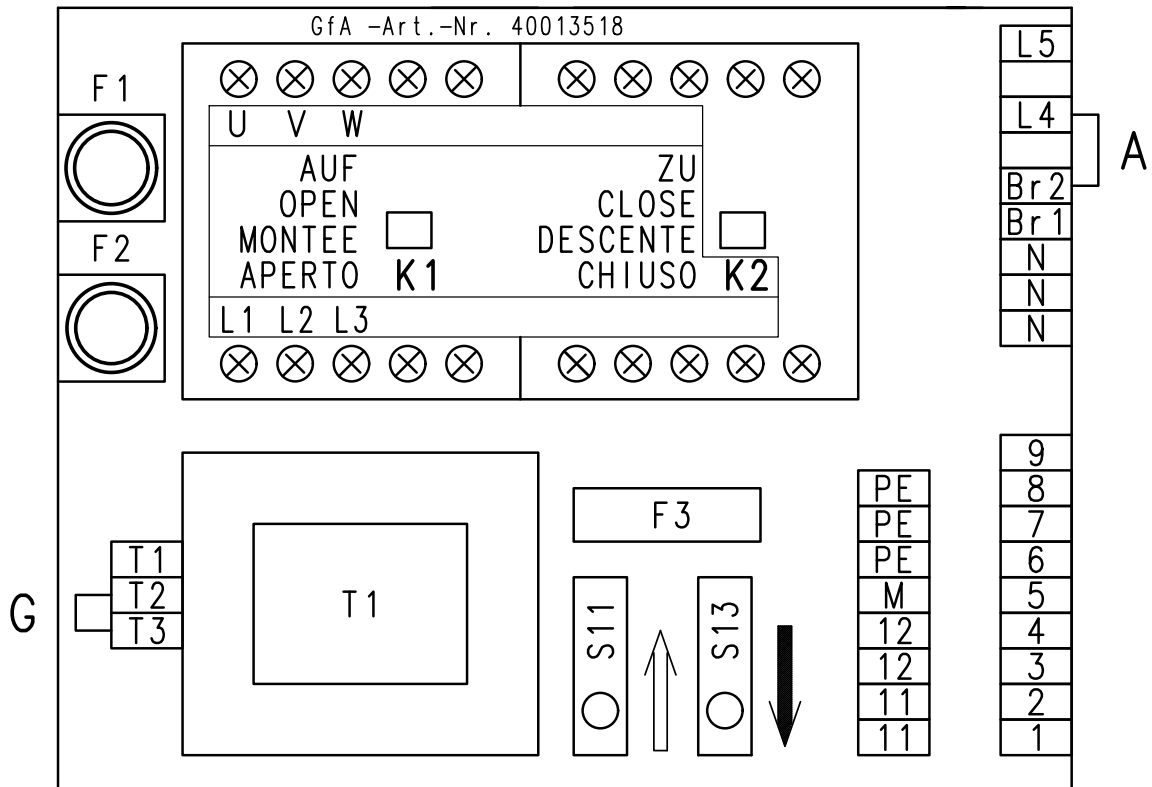 GfA -Art.-Nr. 40013518
F1
F2
U V W
AUF
OPEN
MONTEE
APERTO
K1
ZU
CLOSE
DESCENTE
CHIUSO
K2
L1 L2 L3
L5
L4
Br2
Br1
N
N
N
A
G
T1
T2
T3
T1
F3
S11
S13
PE
PE
PE
M
12
12
11
11
9
8
7
6
5
4
3
2
1